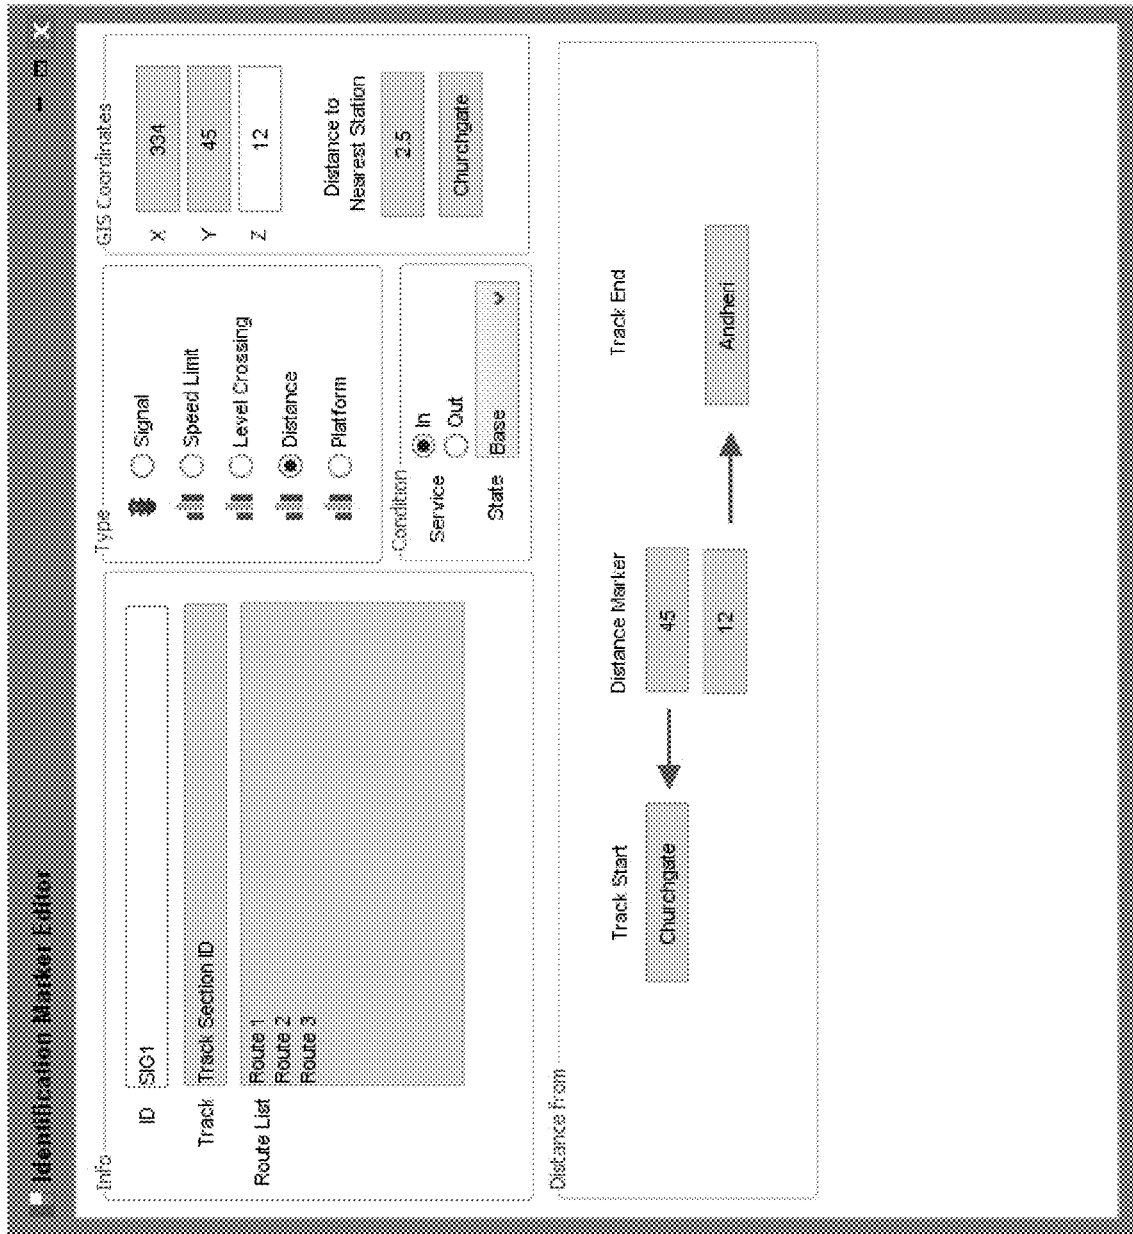 Identification Marker Editor
Info
ID SIG1
Track Track Section ID
Route List Route 1
Route 2
Route 3
Type
Signal
Speed Limit
Level Crossing
Distance
Platform
Condition
Service In
Out
State Base
GIS Coordinates
X 334
Y 45
Z 12
Distance to
Nearest Station
2.5
Churchgate
Distance From
Track Start Distance Marker Track End
Churchgate 45
12 Andheri